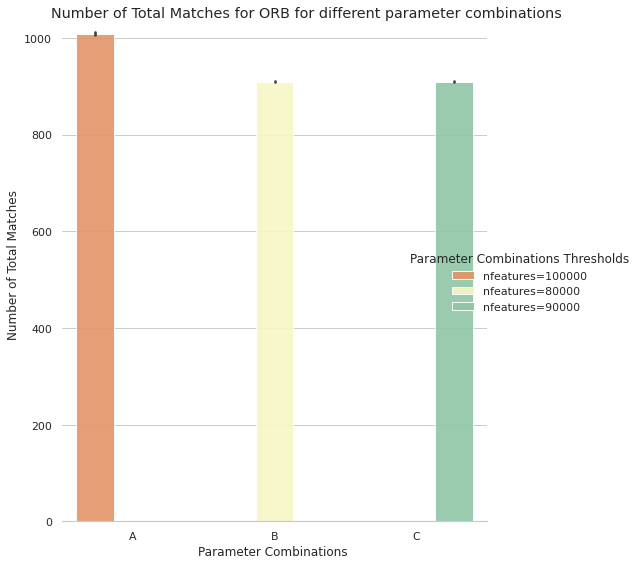 Number of Total Matches for ORB for different parameter combinations
1000
800
600
400
200
0
Number of Total Matches
A
B
C
Parameter Combinations
Parameter Combinations Thresholds
nfeatures=100000
nfeatures=80000
nfeatures=90000